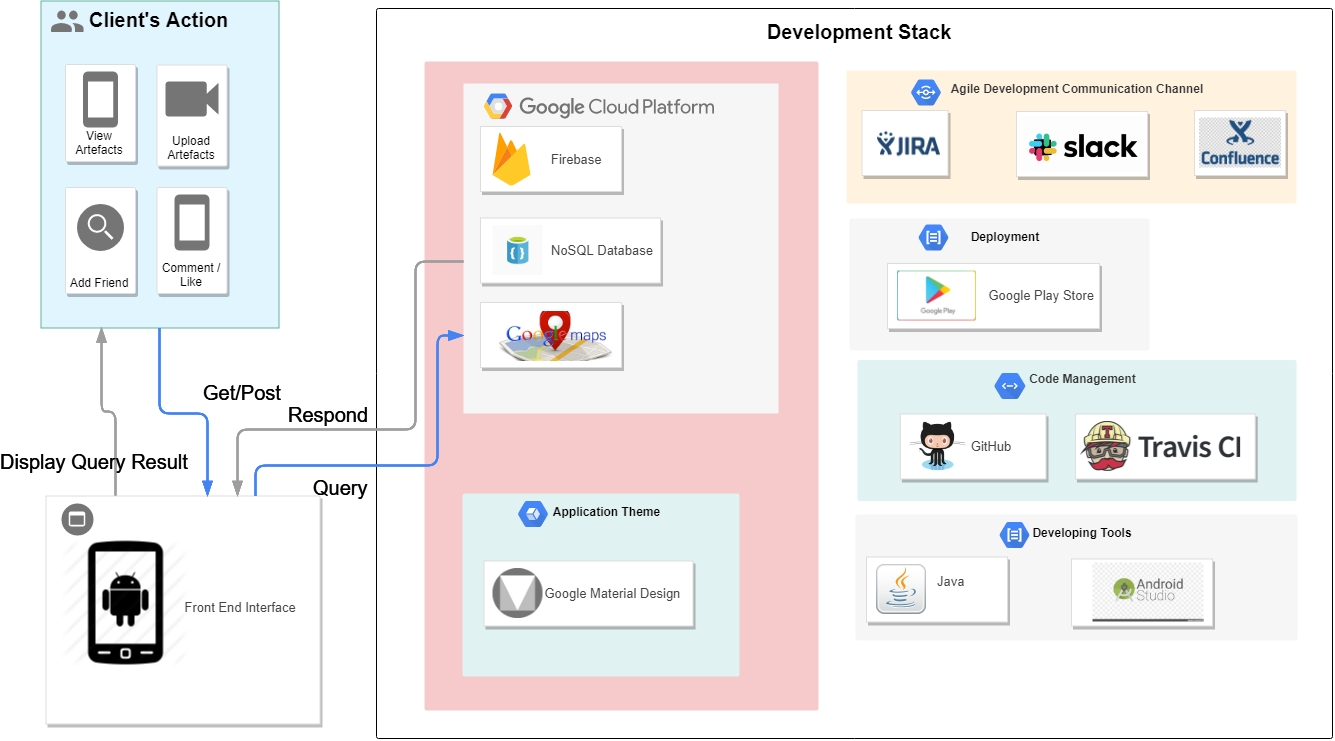 Client's Action
View
Artefacts
Upload
Artefacts
Add Friend
Comment /
Like
Get/Post
Respond
Display Query Result
Query
Front End Interface
Development Stack
Google Cloud Platform
Firebase
NoSQL Database
Google maps
Application Theme
Google Material Design
Agile Development Communication Channel
JIRA
slack
Confluence
Deployment
Google Play
Google Play Store
Code Management
GitHub
Travis CI
Developing Tools
Java
Android
Studio